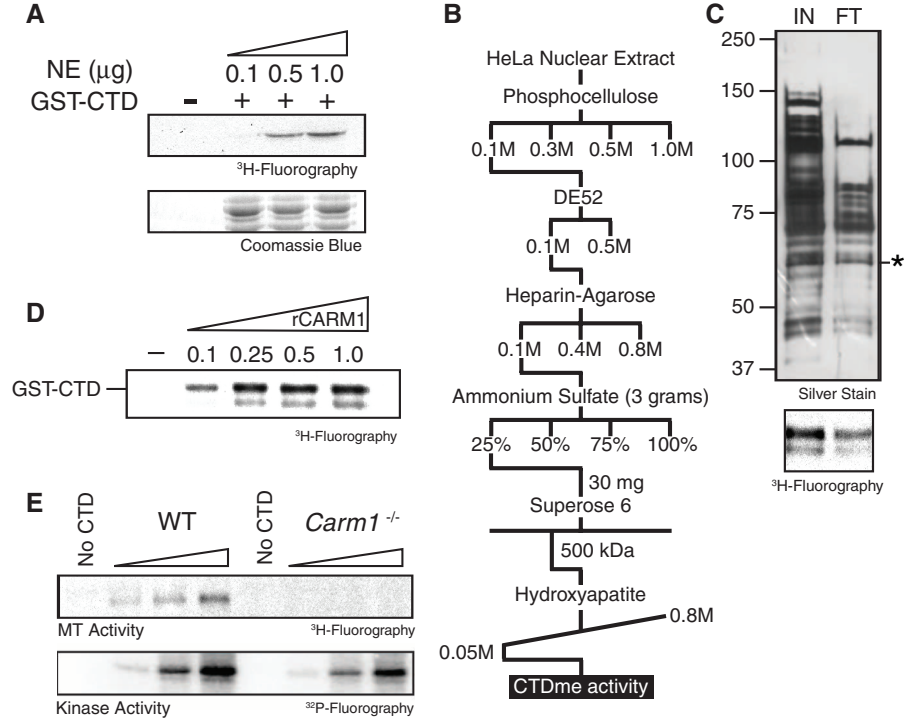 A
NE (µg)
0.1 0.5 1.0
GST-CTD
- + + +
³H-Fluorography
Coomassie Blue
B
HeLa Nuclear Extract
Phosphocellulose
0.1M 0.3M 0.5M 1.0M
DE52
0.1M 0.5M
Heparin-Agarose
0.1M 0.4M 0.8M
Ammonium Sulfate (3 grams)
25% 50% 75% 100%
30 mg
Superose 6
500 kDa
Hydroxyapatite
0.8M
0.05M
CTDme activity
C
IN FT
250
150
100
75
50
37
*
Silver Stain
³H-Fluorography
D
rCARM1
– 0.1 0.25 0.5 1.0
GST-CTD
³H-Fluorography
E
No CTD
WT
No CTD
Carm1 -/-
MT Activity
³H-Fluorography
Kinase Activity
³²P-Fluorography